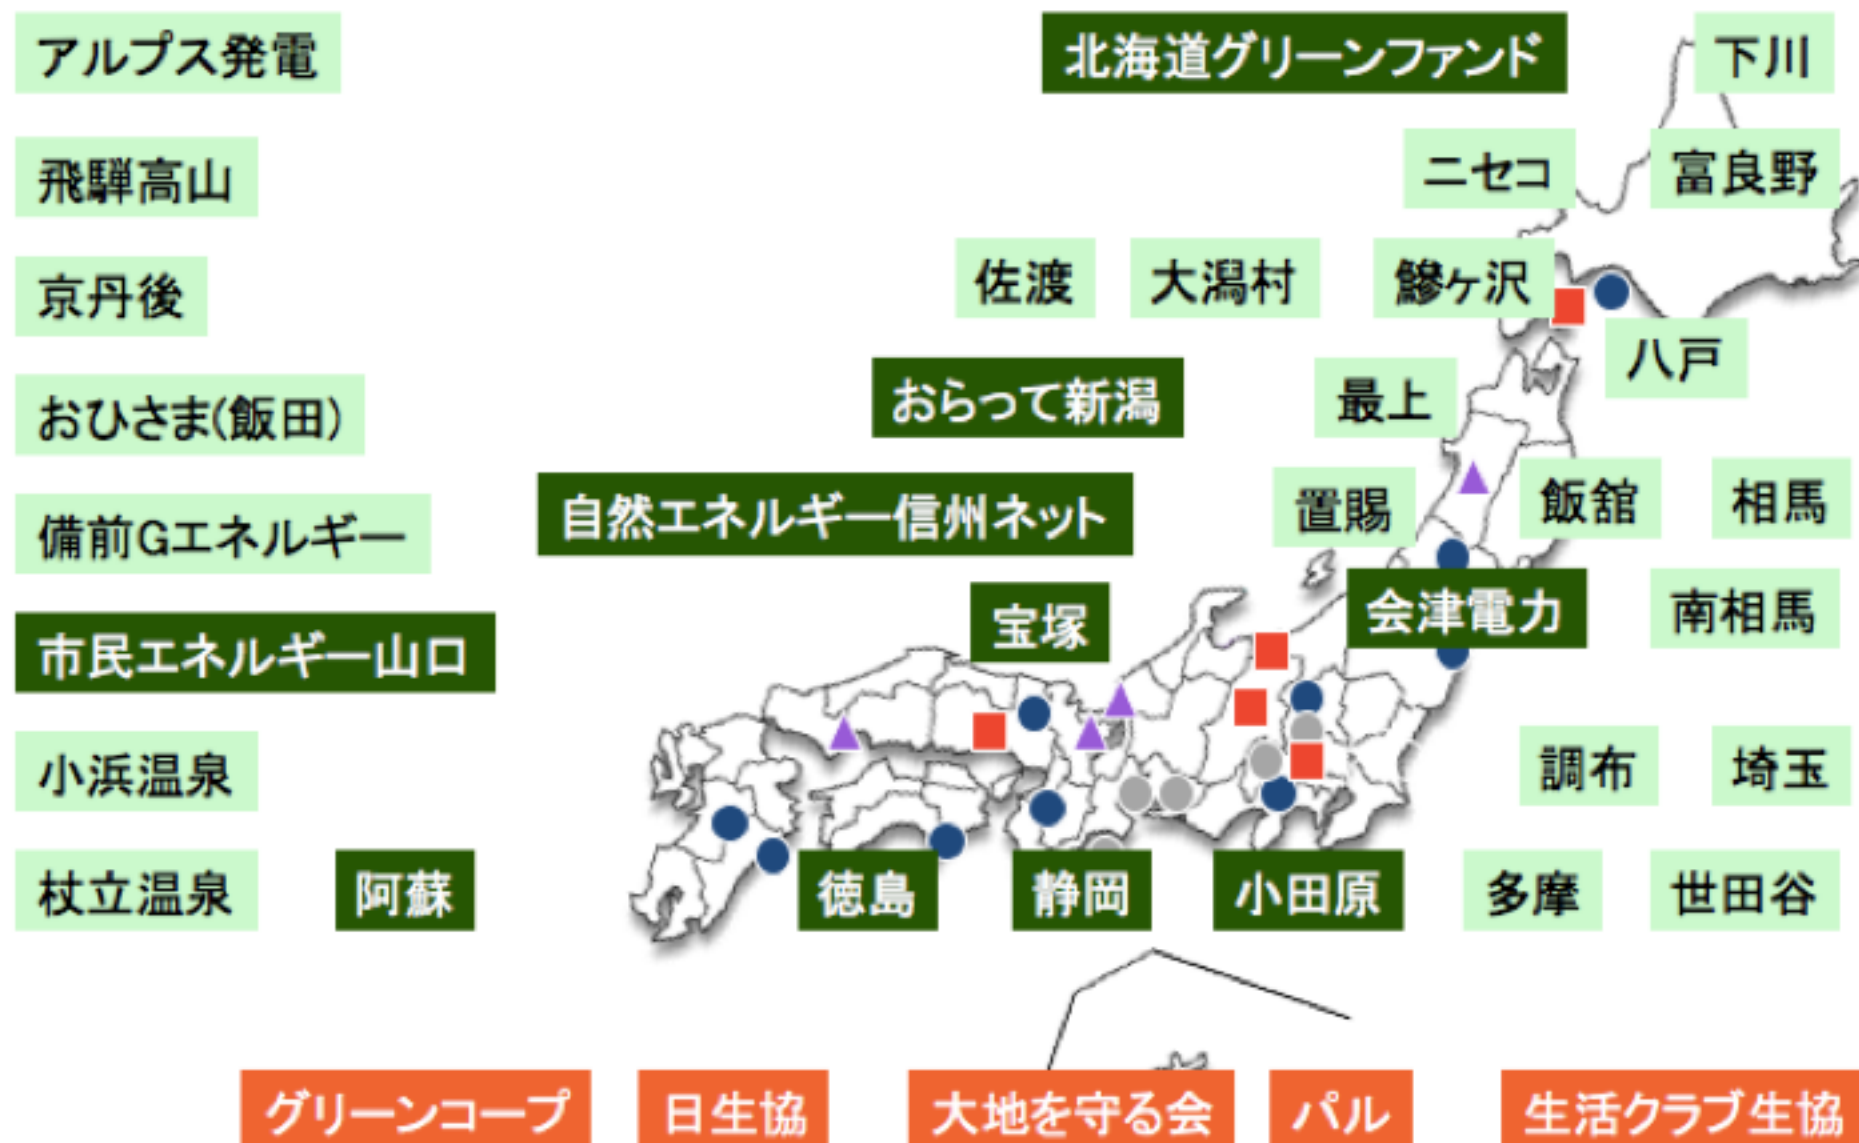 アルプス発電
北海道グリーンファンド
下川
飛騨高山
ニセコ
富良野
京丹後
佐渡
大潟村
鰺ヶ沢
八戸
おひさま(飯田)
おらって新潟
最上
備前Gエネルギー
自然エネルギー信州ネット
置賜
飯舘
相馬
市民エネルギー山口
宝塚
会津電力
南相馬
小浜温泉
調布
埼玉
杖立温泉
阿蘇
徳島
静岡
小田原
多摩
世田谷
グリーンコープ
日生協
大地を守る会
パル
生活クラブ生協